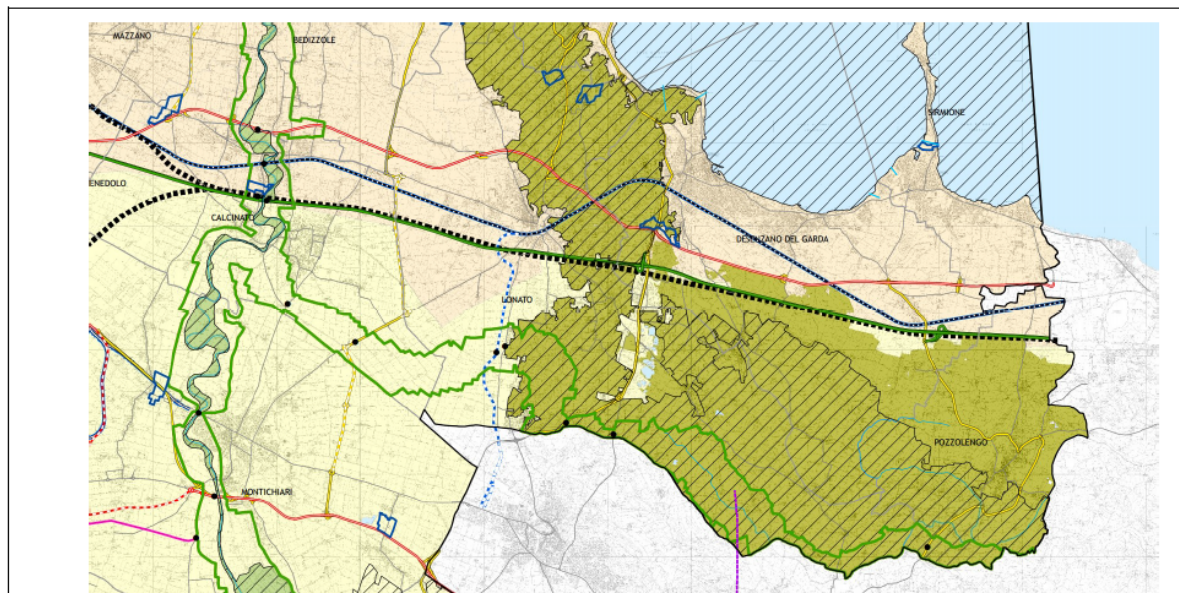 MAZZANO
BEDIZZOLE
SIRMIONE
ENEDOLO
CALCINATO
DESENZANO DEL GARDA
LONATO
POZZOLENGO
MONTICHIARI